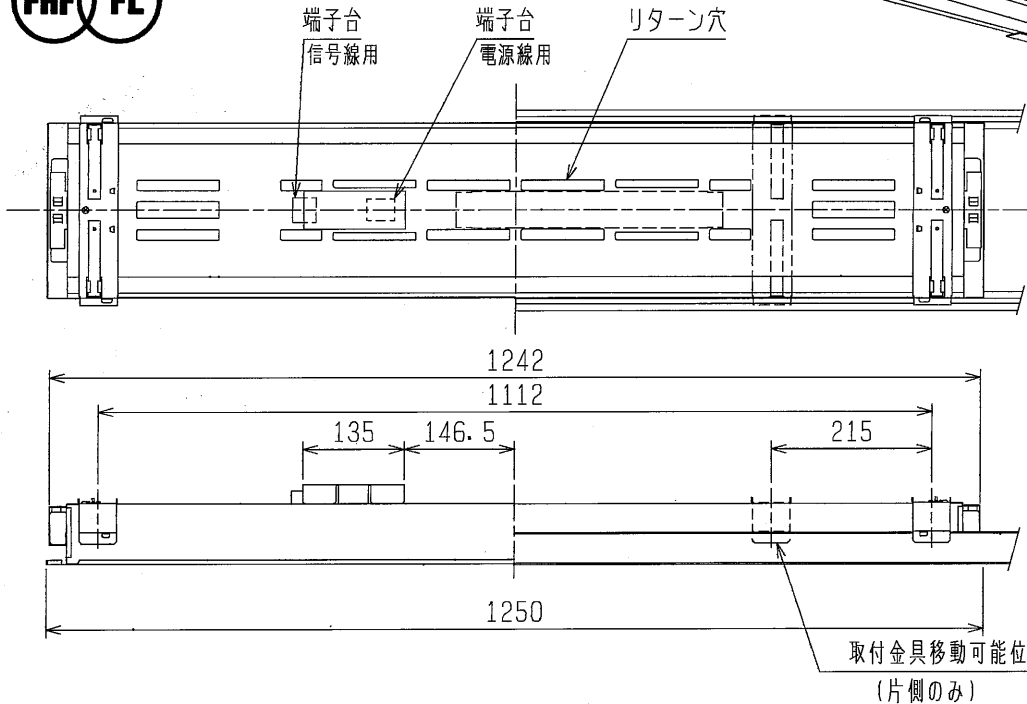 FHF FL
端子台
信号線用
端子台
電源線用
リターン穴
1242
1112
135
146.5
215
1250
取付金具移動可能位
(片側のみ)